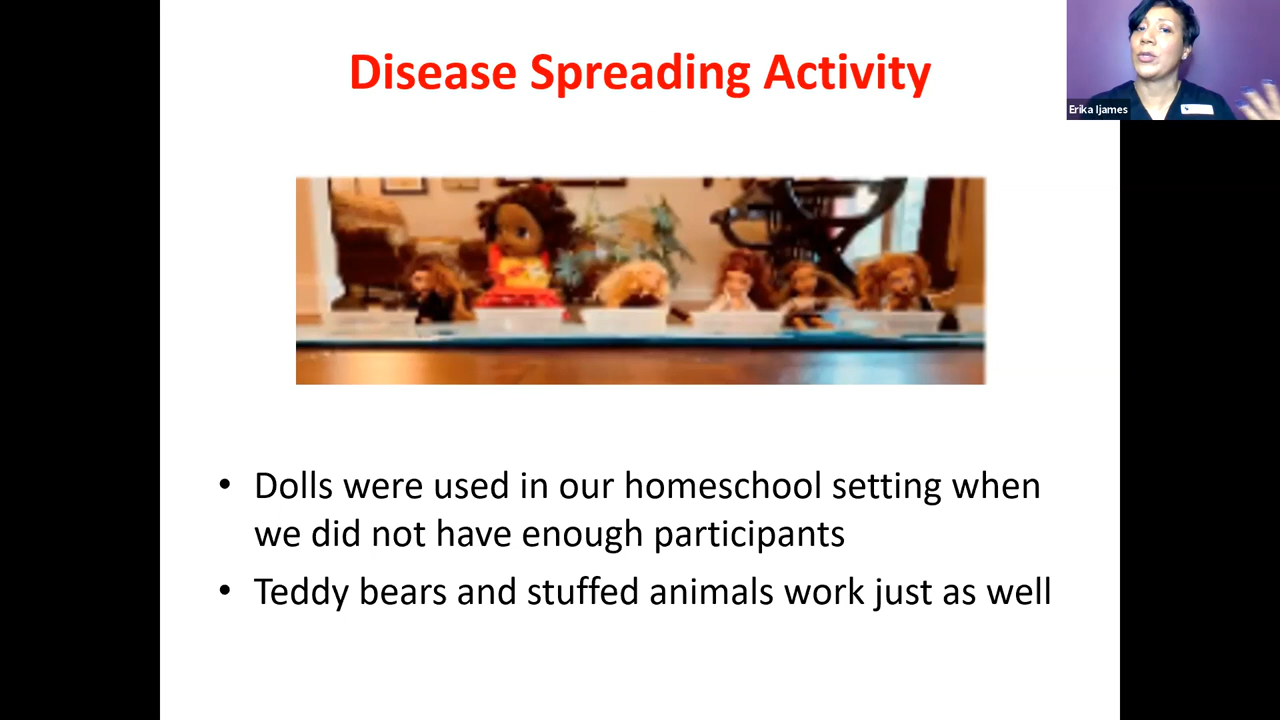 Disease Spreading Activity
Erika Ijames
• Dolls were used in our homeschool setting when
we did not have enough participants
• Teddy bears and stuffed animals work just as well